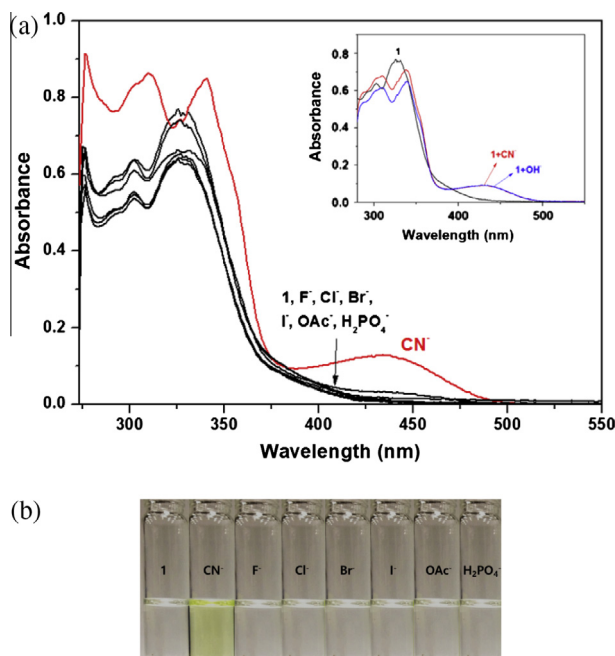 (a)
1.0
0.8
0.6
0.4
0.2
0.0
Absorbance
300 350 400 450 500 550
Wavelength (nm)
1, F⁻, Cl⁻, Br⁻,
I⁻, OAc⁻, H₂PO₄⁻
CN⁻
0.8
0.6
0.4
0.2
0.0
Absorbance
300 400 500
Wavelength (nm)
1
1+CN⁻
1+OH⁻
(b)
1 CN⁻ F⁻ Cl⁻ Br⁻ I⁻ OAc⁻ H₂PO₄⁻